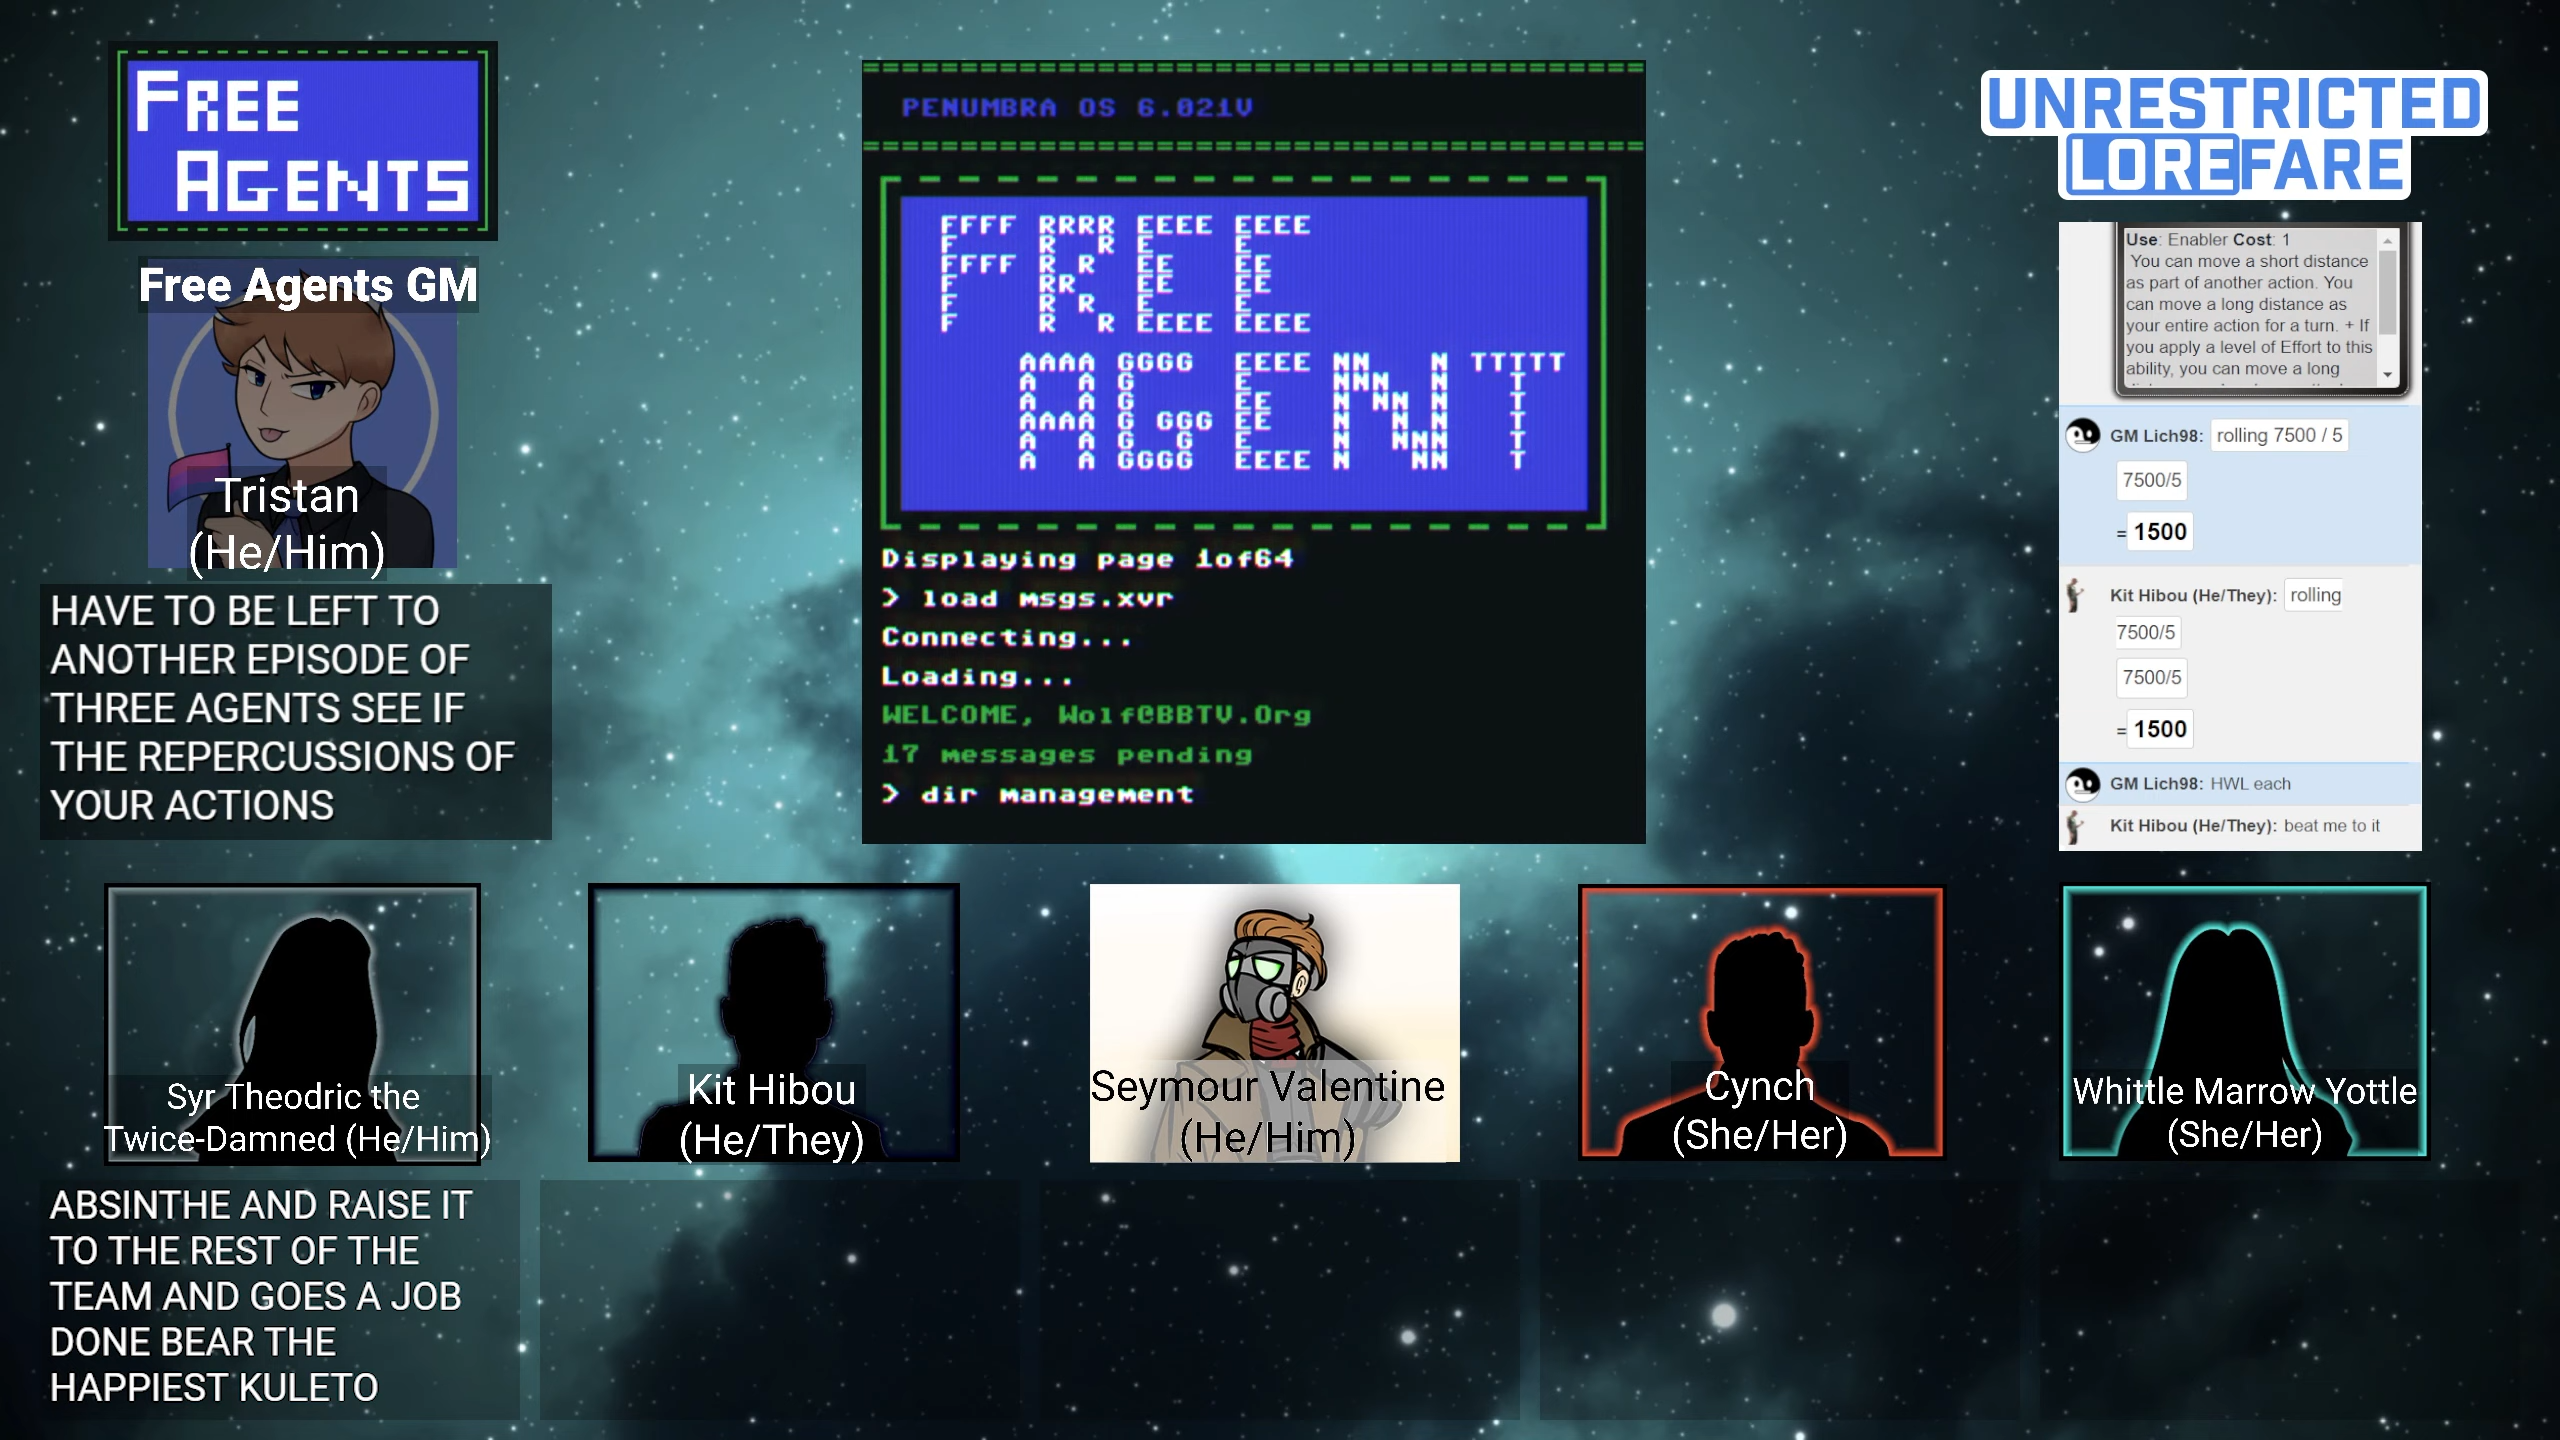 FREE
AGENTS
Free Agents GM
Tristan
(He/Him)
HAVE TO BE LEFT TO
ANOTHER EPISODE OF
THREE AGENTS SEE IF
THE REPERCUSSIONS OF
YOUR ACTIONS
PENUMBRA OS 6.021V
FREE
AGENT
Displaying page 1of64
> load msgs.xvr
Connecting...
Loading...
WELCOME, Wolf@BBTV.Org
17 messages pending
> dir management
UNRESTRICTED
LOREFARE
Use: Enabler Cost: 1
You can move a short distance
as part of another action. You
can move a long distance as
your entire action for a turn. + If
you apply a level of Effort to this
ability, you can move a long
GM Lich98: rolling 7500 / 5
7500/5
= 1500
Kit Hibou (He/They): rolling
7500/5
7500/5
= 1500
GM Lich98: HWL each
Kit Hibou (He/They): beat me to it
Syr Theodric the
Twice-Damned (He/Him)
Kit Hibou
(He/They)
Seymour Valentine
(He/Him)
Cynch
(She/Her)
Whittle Marrow Yottle
(She/Her)
ABSINTHE AND RAISE IT
TO THE REST OF THE
TEAM AND GOES A JOB
DONE BEAR THE
HAPPIEST KULETO